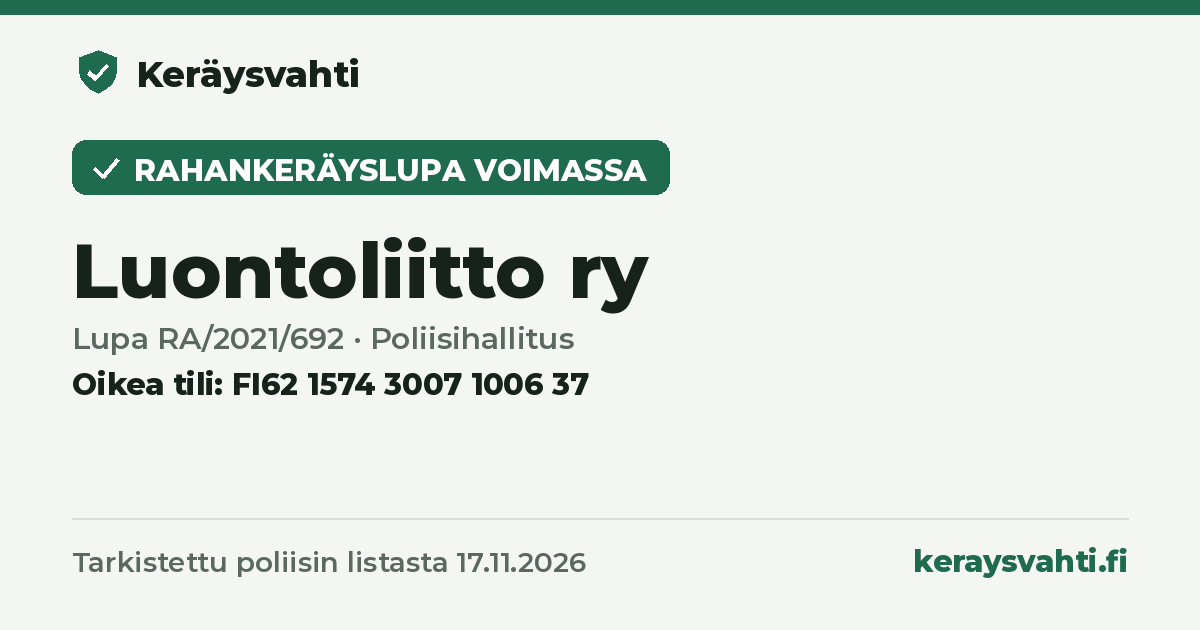 Keräysvahti
RAHANKERÄYSLUPA VOIMASSA
Luontoliitto ry
Lupa RA/2021/692 · Poliisihallitus
Oikea tili: FI62 1574 3007 1006 37
Tarkistettu poliisin listasta 17.11.2026
keraysvahti.fi